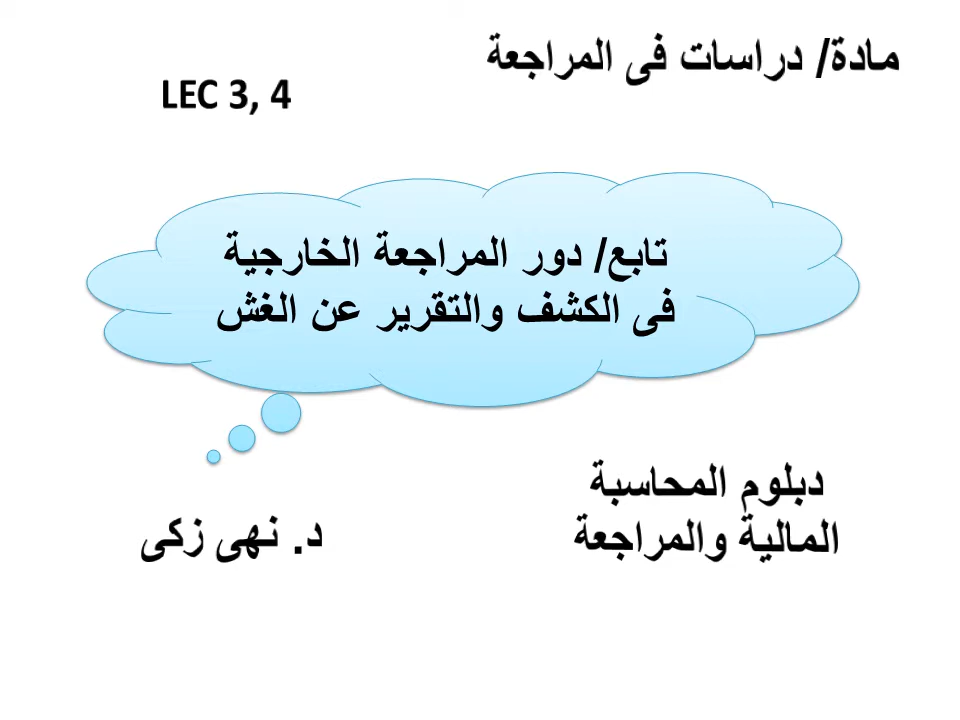 مادة/ دراسات فى المراجعة
LEC 3, 4
تابع/ دور المراجعة الخارجية
فى الكشف والتقرير عن الغش
دبلوم المحاسبة
المالية والمراجعة
د. نهى زكى